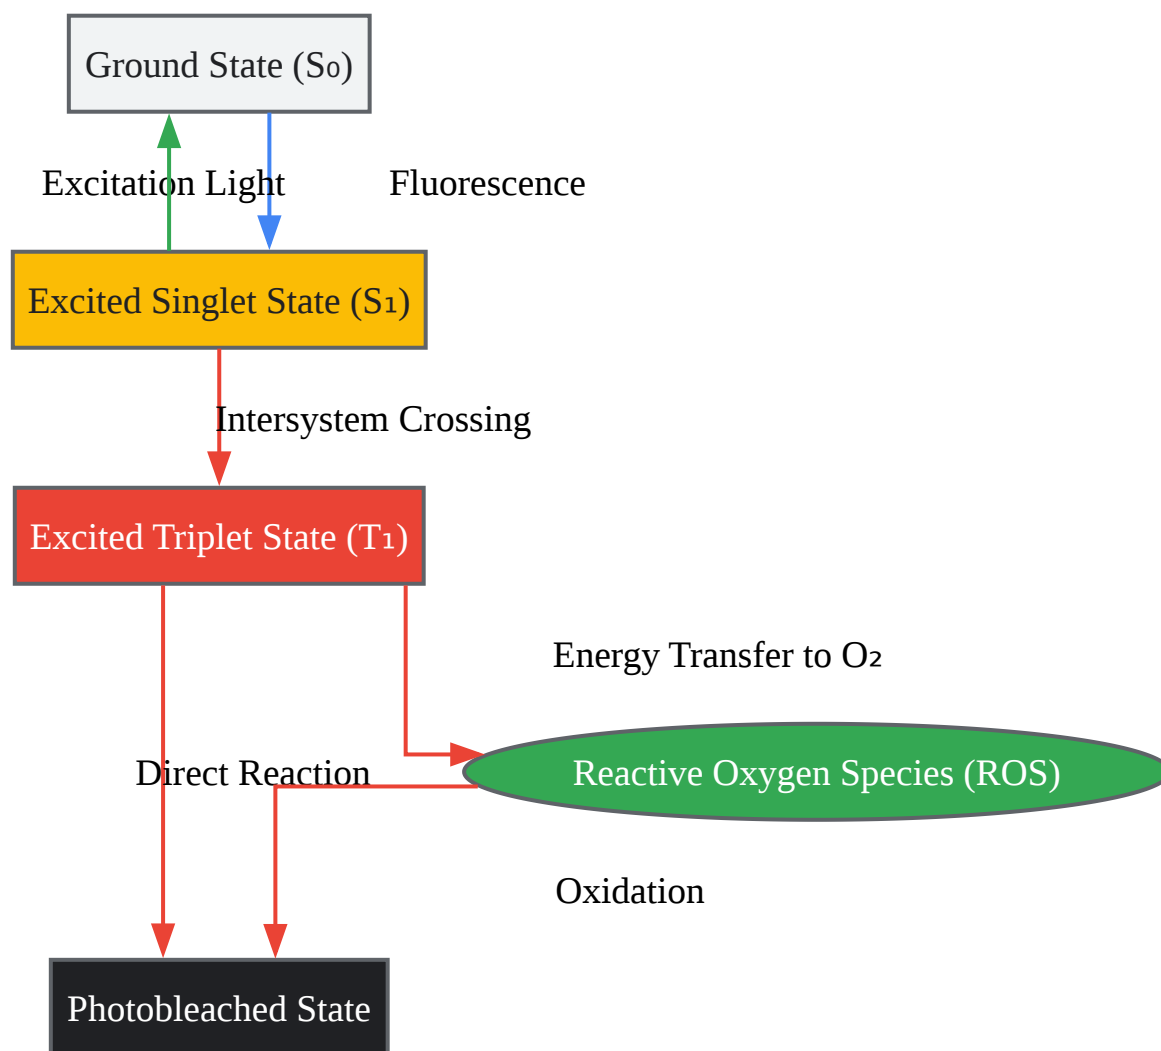 Ground State (S₀)
Excitation Light
Fluorescence
Excited Singlet State (S₁)
Intersystem Crossing
Excited Triplet State (T₁)
Energy Transfer to O₂
Direct Reaction
Reactive Oxygen Species (ROS)
Oxidation
Photobleached State